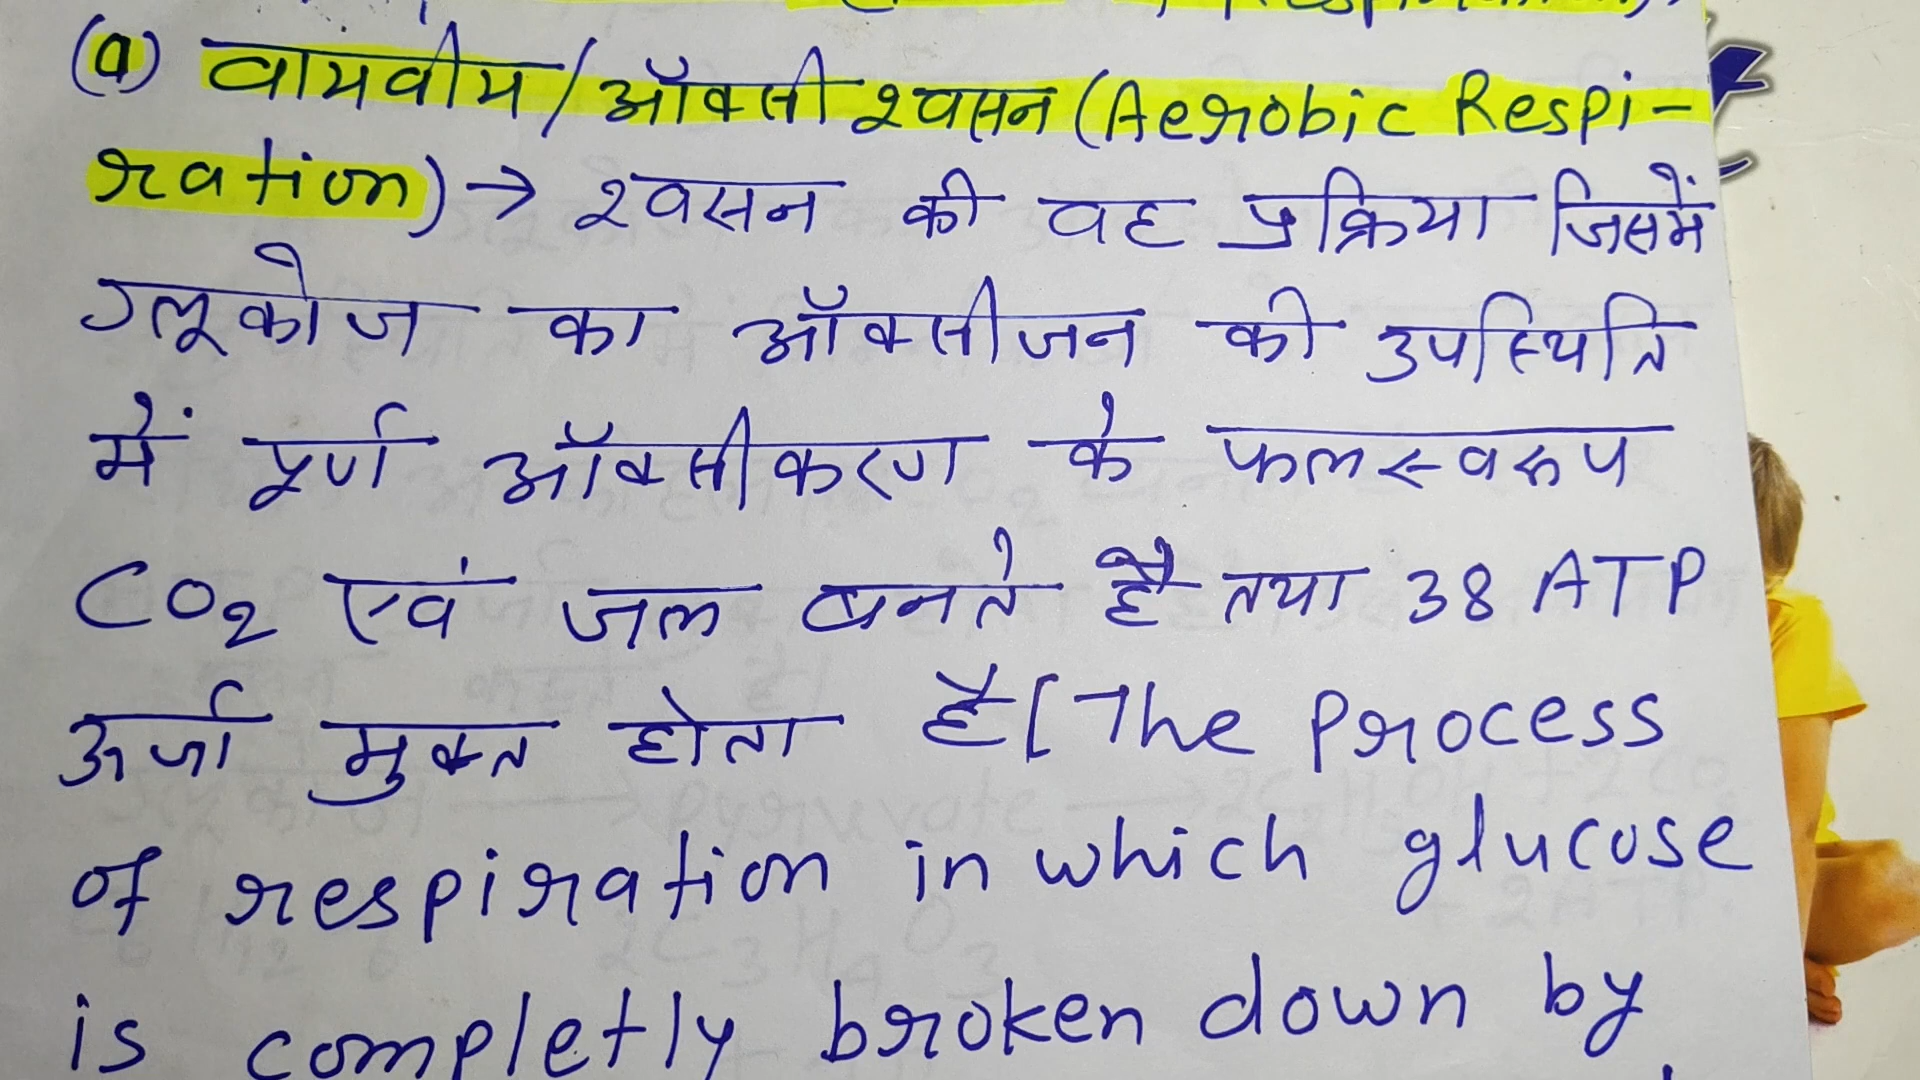 (a) वायवीय/ऑक्सी श्वसन (Aerobic Respi-
ration) → श्वसन की वह प्रक्रिया जिसमें
ग्लूकोज का ऑक्सीजन की उपस्थिति
में पूर्ण ऑक्सीकरण के फलस्वरूप
CO₂ एवं जल बनते है तथा 38 ATP
ऊर्जा मुक्त होता है [The Process
of respiration in which glucose
is completly broken down by